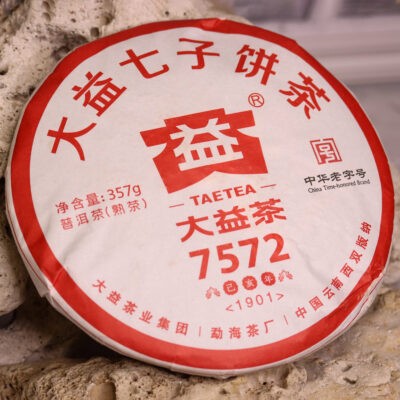 大益七子饼茶
益®
TAETEA
大益茶
7572
己亥年
<1901>
净含量:357g
普洱茶(熟茶)
中华老字号
China Time-honored Brand
大益茶业集团 | 勐海茶厂 | 中国云南西双版纳